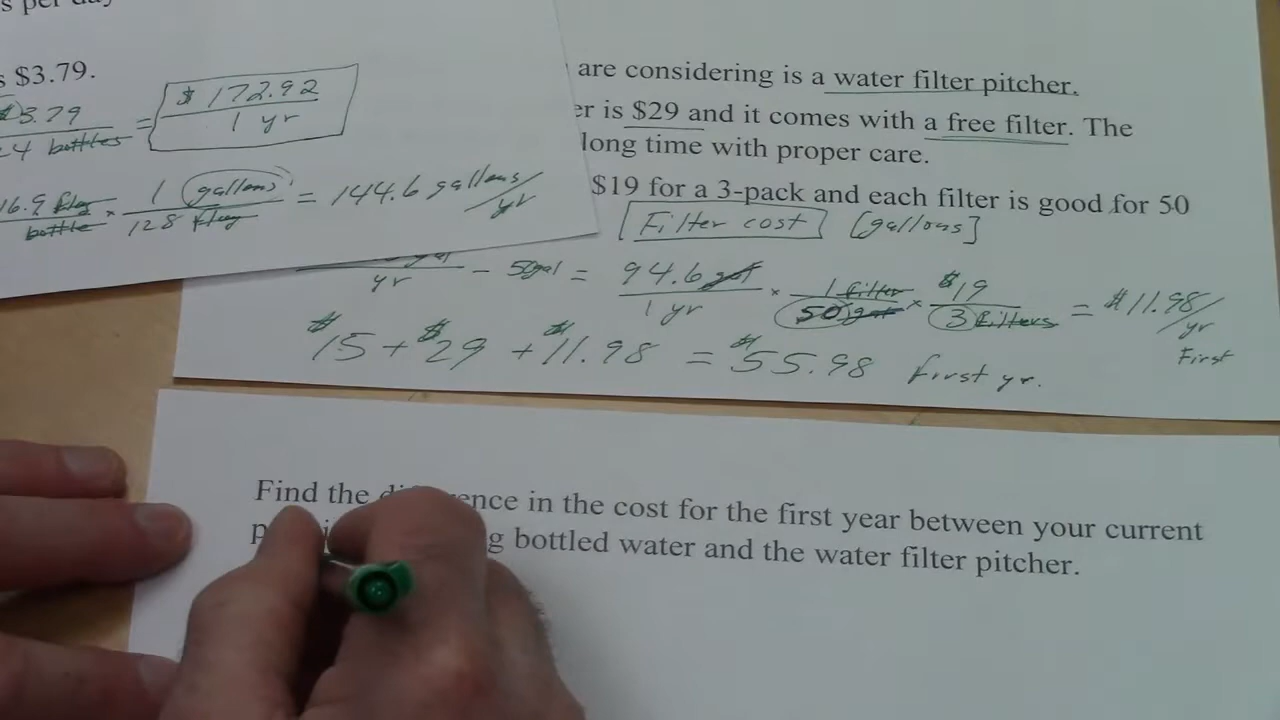 s per day
s $3.79.
$3.79
4 bottles
= $172.92
1 yr
16.9 floz
bottle
* 1 gallons
128 floz
= 144.6 gallons/yr
are considering is a water filter pitcher.
er is $29 and it comes with a free filter. The
long time with proper care.
$19 for a 3-pack and each filter is good for 50
Filter cost [gallons]
yr
- 50gal = 94.6 gal
1 yr
* 1 filter
50 gal
* $19
3 filters
= $11.98/yr
First
$15 + $29 + $11.98 = $55.98 first yr.
Find the difference in the cost for the first year between your current
g bottled water and the water filter pitcher.